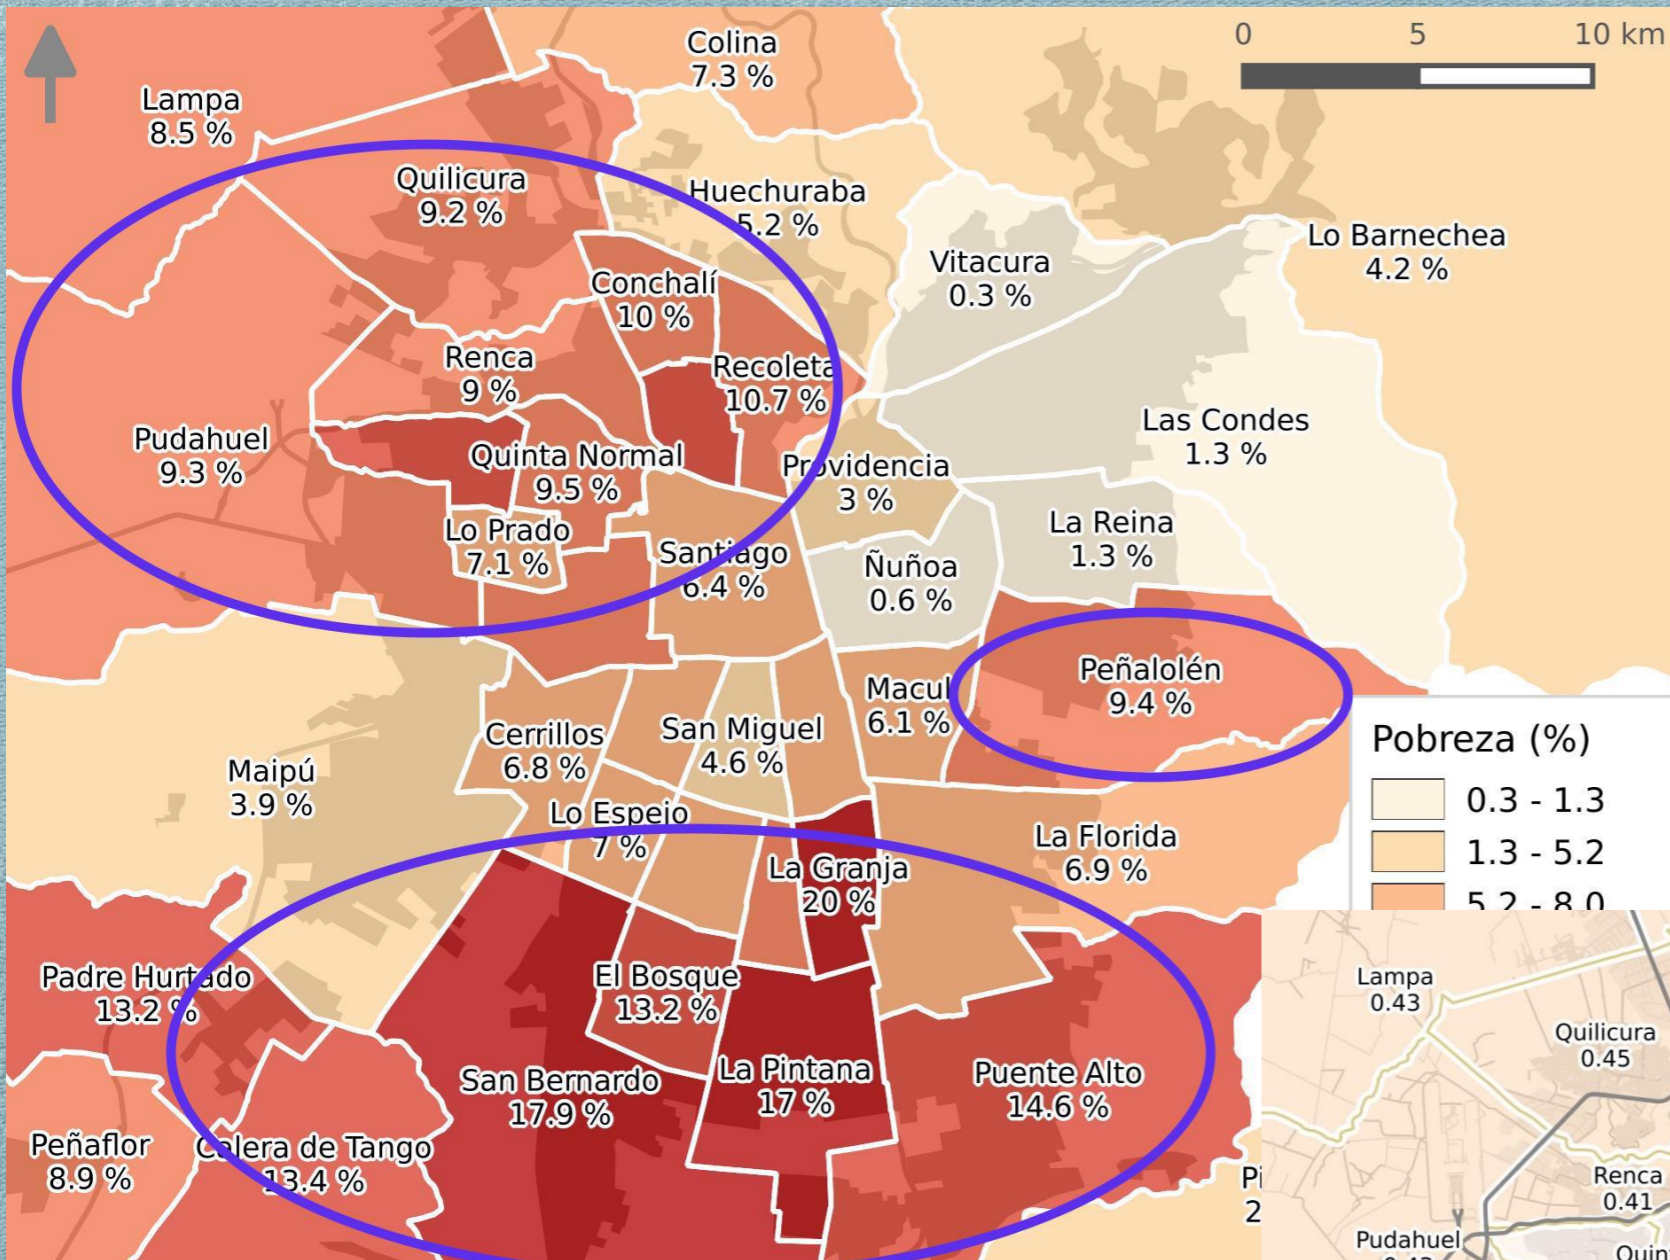 0 5 10 km
Colina
7.3 %
Lampa
8.5 %
Quilicura
9.2 %
Huechuraba
5.2 %
Lo Barnechea
4.2 %
Vitacura
0.3 %
Conchalí
10 %
Renca
9 %
Recoleta
10.7 %
Las Condes
1.3 %
Pudahuel
9.3 %
Quinta Normal
9.5 %
Providencia
3 %
La Reina
1.3 %
Lo Prado
7.1 %
Santiago
6.4 %
Ñuñoa
0.6 %
Peñalolén
9.4 %
Macul
6.1 %
San Miguel
4.6 %
Cerrillos
6.8 %
Maipú
3.9 %
Lo Espejo
7 %
La Florida
6.9 %
La Granja
20 %
Pobreza (%)
0.3 - 1.3
1.3 - 5.2
5.2 - 8.0
Padre Hurtado
13.2 %
El Bosque
13.2 %
San Bernardo
17.9 %
La Pintana
17 %
Puente Alto
14.6 %
Peñaflor
8.9 %
Calera de Tango
13.4 %
Lampa
0.43
Quilicura
0.45
Renca
0.41
Pudahuel